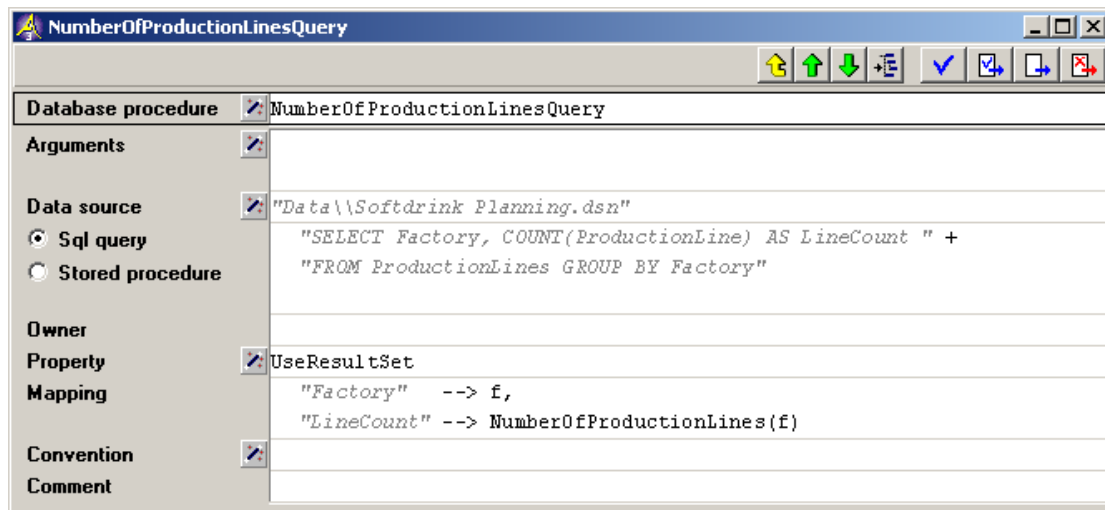 NumberOfProductionLinesQuery
Database procedure NumberOfProductionLinesQuery
Arguments
Data source "Data\\Softdrink Planning.dsn"
Sql query "SELECT Factory, COUNT(ProductionLine) AS LineCount " +
Stored procedure "FROM ProductionLines GROUP BY Factory"
Owner
Property UseResultSet
Mapping "Factory" --> f,
"LineCount" --> NumberOfProductionLines(f)
Convention
Comment